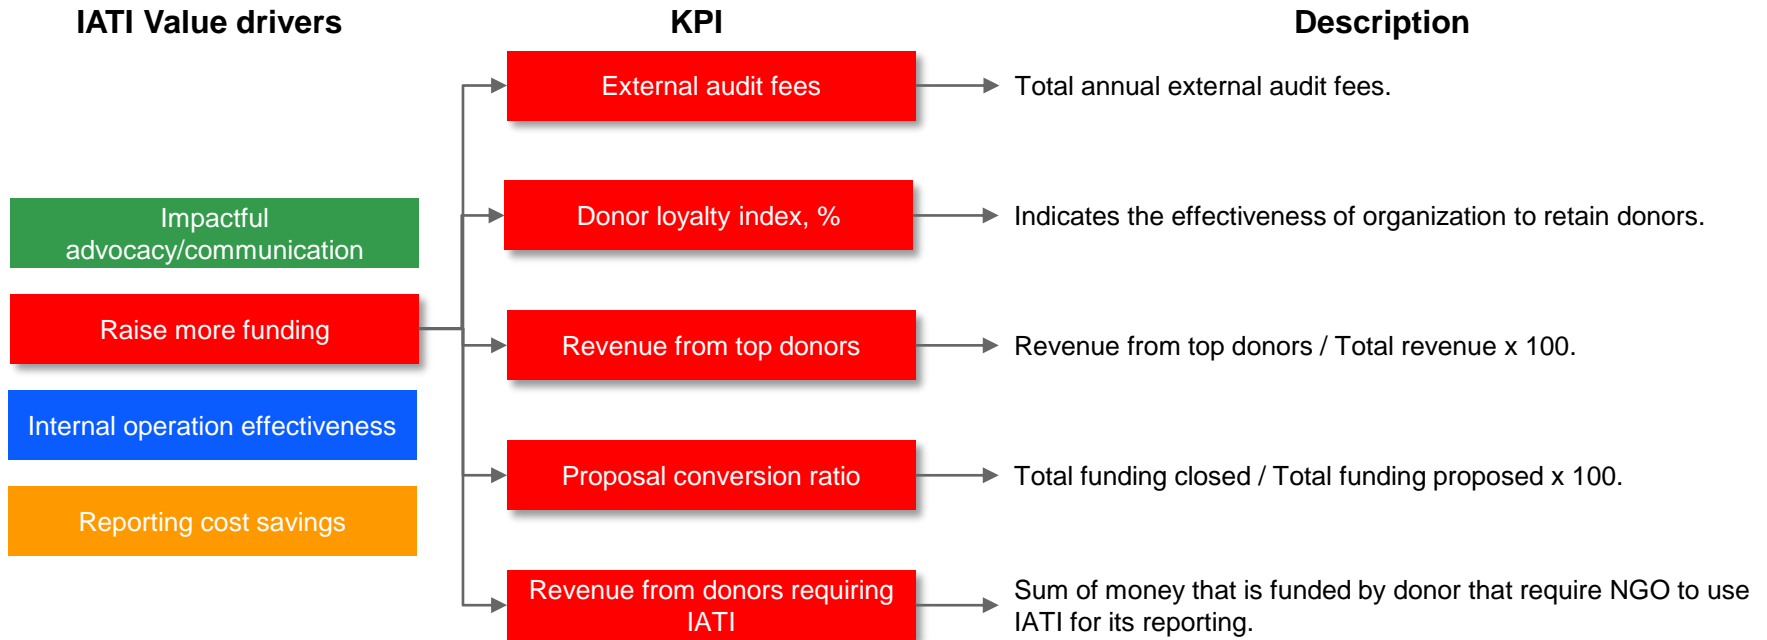 IATI Value drivers
KPI
Description
External audit fees
Total annual external audit fees.
Impactful
advocacy/communication
Donor loyalty index, %
Indicates the effectiveness of organization to retain donors.
Raise more funding
Revenue from top donors
Revenue from top donors / Total revenue x 100.
Internal operation effectiveness
Proposal conversion ratio
Total funding closed / Total funding proposed x 100.
Reporting cost savings
Revenue from donors requiring
IATI
Sum of money that is funded by donor that require NGO to use
IATI for its reporting.